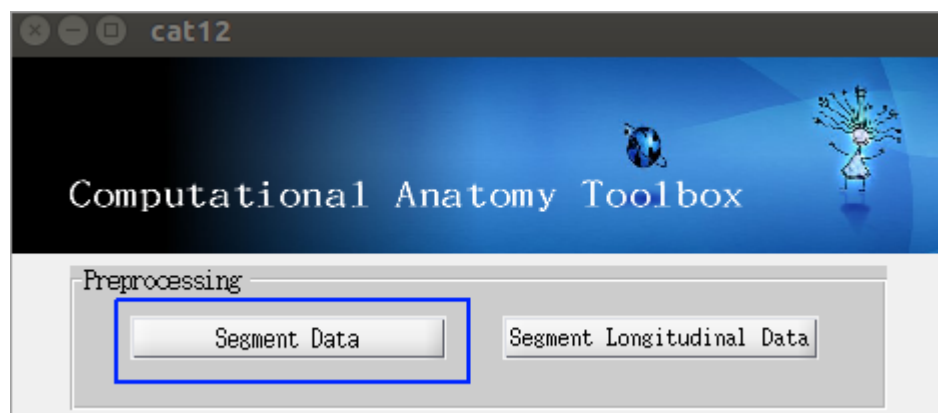 cat12
Computational Anatomy Toolbox
Preprocessing
Segment Data
Segment Longitudinal Data